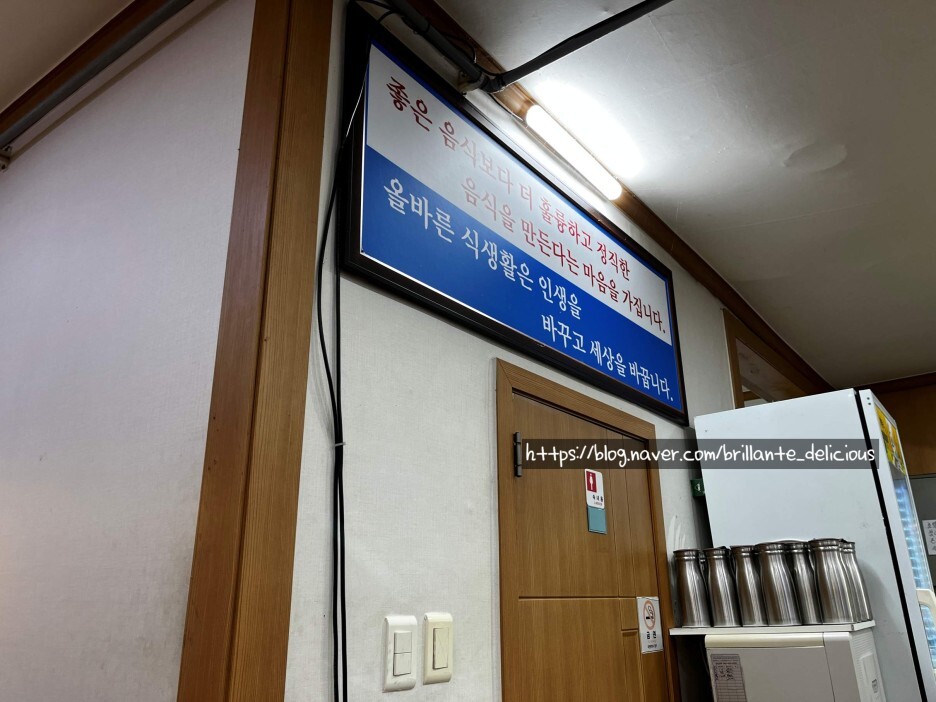 좋은 음식보다 더 훌륭하고 정직한
음식을 만든다는 마음을 가집니다.
올바른 식생활은 인생을
바꾸고 세상을 바꿉니다.
https://blog.naver.com/brillante_delicious